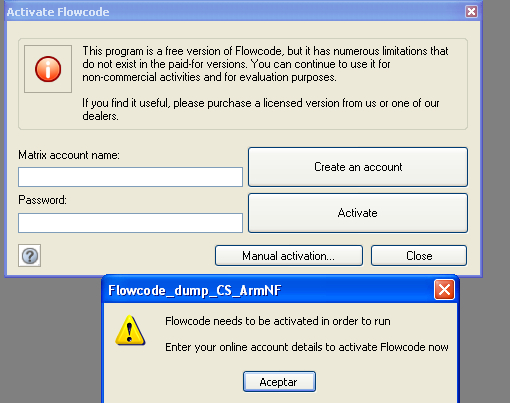 Activate Flowcode
This program is a free version of Flowcode, but it has numerous limitations that
do not exist in the paid-for versions. You can continue to use it for
non-commercial activities and for evaluation purposes.
If you find it useful, please purchase a licensed version from us or one of our
dealers.
Matrix account name:
Create an account
Password:
Activate
?
Manual activation...
Close
Flowcode_dump_CS_ArmNF
Flowcode needs to be activated in order to run
Enter your online account details to activate Flowcode now
Aceptar